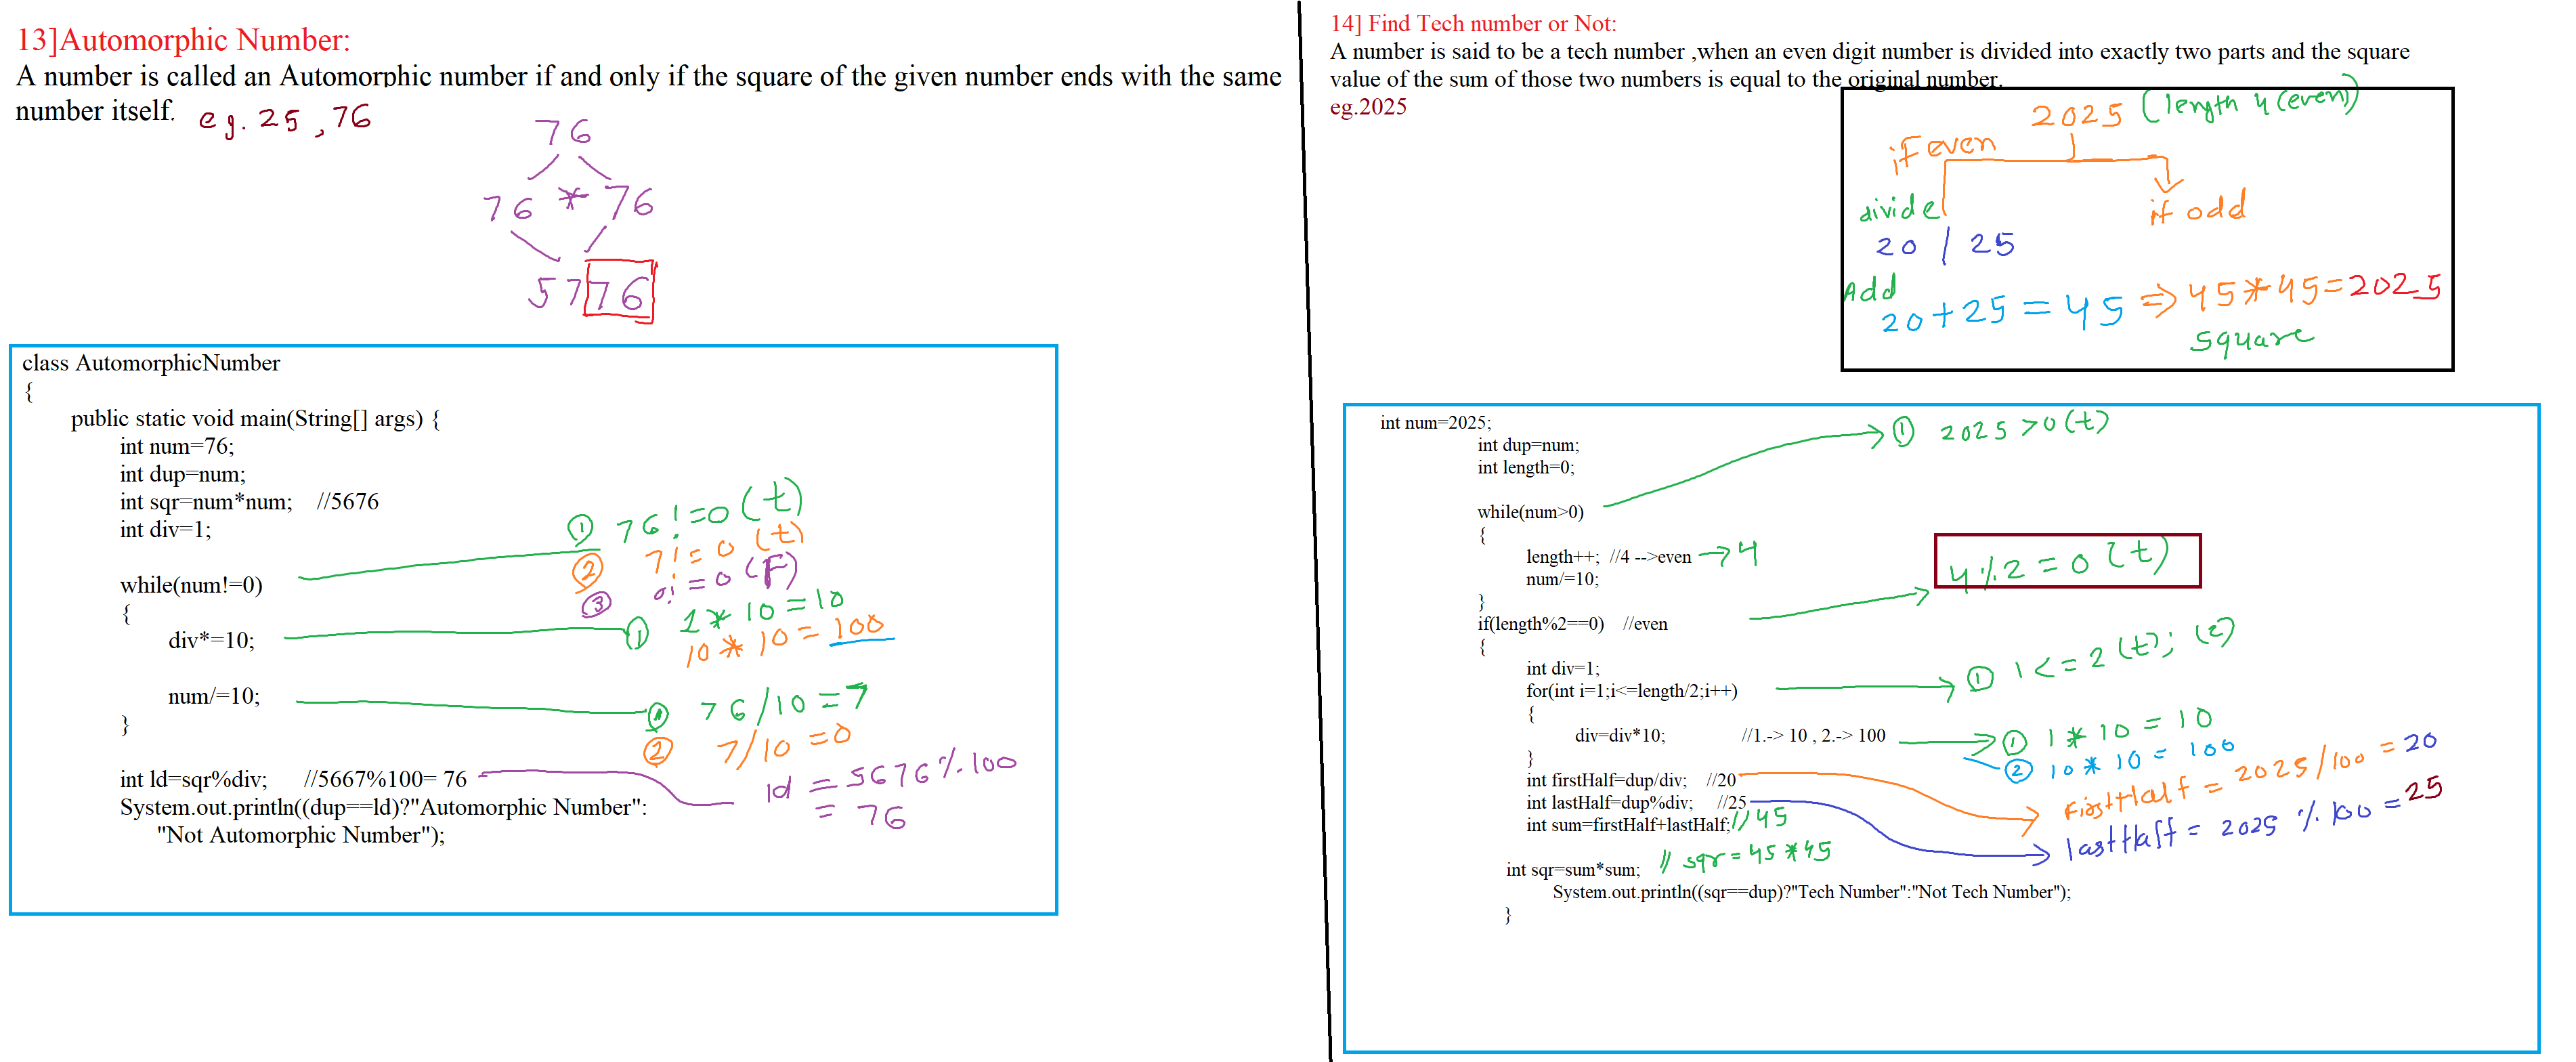 13]Automorphic Number:
A number is called an Automorphic number if and only if the square of the given number ends with the same
number itself. eg. 25 , 76
76
76 * 76
5776
class AutomorphicNumber
{
public static void main(String[] args) {
int num=76;
int dup=num;
int sqr=num*num; //5676
int div=1;
① 76!=0 (t)
② 7!=0 (t)
③ 0!=0 (F)
while(num!=0)
{
div*=10;
① 1*10=10
10*10=100
num/=10;
① 76/10=7
② 7/10=0
}
int ld=sqr%div; //5667%100= 76
ld = 5676%100
= 76
System.out.println((dup==ld)?"Automorphic Number":
"Not Automorphic Number");
14] Find Tech number or Not:
A number is said to be a tech number ,when an even digit number is divided into exactly two parts and the square
value of the sum of those two numbers is equal to the original number.
eg.2025
2025 (length 4 (even))
if even
if odd
divide
20 / 25
Add
20+25=45 => 45*45=2025
square
int num=2025;
int dup=num;
int length=0;
① 2025>0(t)
while(num>0)
{
length++; //4 -->even →4
num/=10;
}
if(length%2==0) //even
4%2=0 (t)
{
int div=1;
for(int i=1;i<=length/2;i++)
① 1<=2(t); (2)
{
div=div*10; //1.-> 10 , 2.-> 100
① 1*10=10
② 10*10=100
}
int firstHalf=dup/div; //20
FirstHalf = 2025/100 = 20
int lastHalf=dup%div; //25
lastHalf = 2025 % 100 = 25
int sum=firstHalf+lastHalf; //45
int sqr=sum*sum; // sqr=45*45
System.out.println((sqr==dup)?"Tech Number":"Not Tech Number");
}